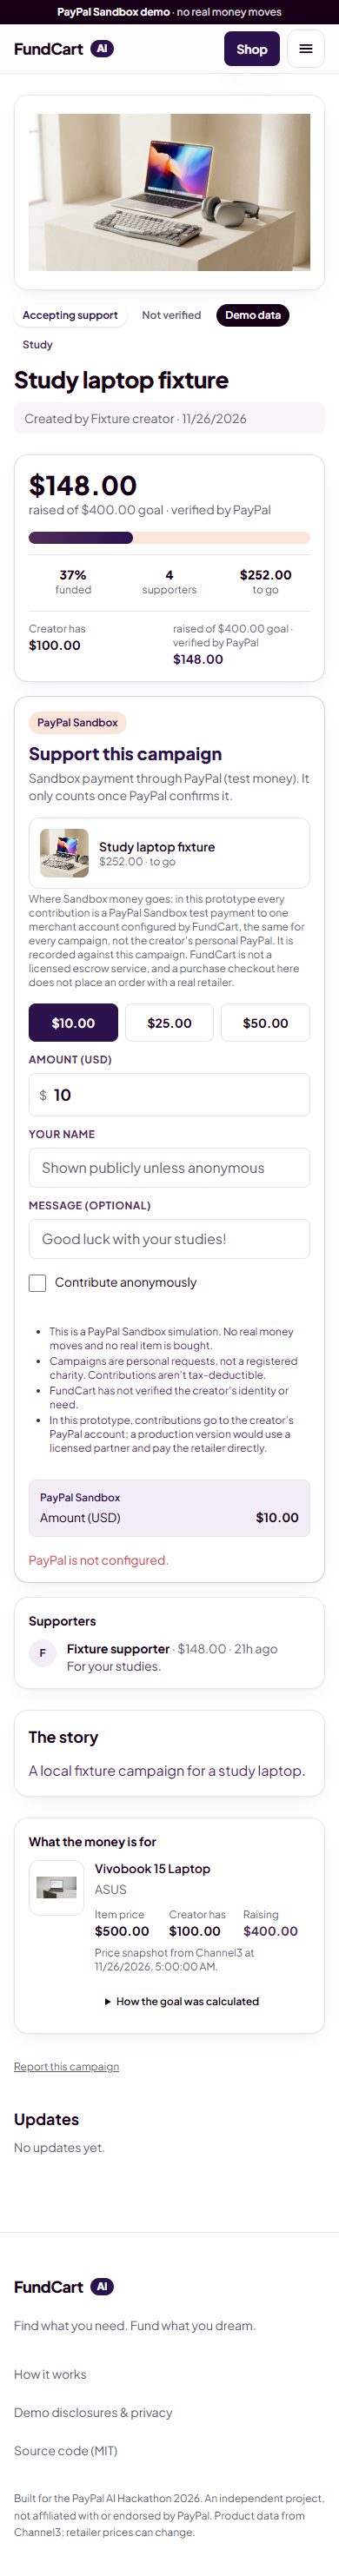 PayPal Sandbox demo · no real money moves
FundCart AI
Shop
Accepting support
Not verified
Demo data
Study
Study laptop fixture
Created by Fixture creator · 11/26/2026
$148.00
raised of $400.00 goal · verified by PayPal
37%
funded
4
supporters
$252.00
to go
Creator has
$100.00
raised of $400.00 goal ·
verified by PayPal
$148.00
PayPal Sandbox
Support this campaign
Sandbox payment through PayPal (test money). It
only counts once PayPal confirms it.
Study laptop fixture
$252.00 · to go
Where Sandbox money goes: in this prototype every
contribution is a PayPal Sandbox test payment to one
merchant account configured by FundCart, the same for
every campaign, not the creator's personal PayPal. It is
recorded against this campaign. FundCart is not a
licensed escrow service, and a purchase checkout here
does not place an order with a real retailer.
$10.00
$25.00
$50.00
AMOUNT (USD)
$ 10
YOUR NAME
Shown publicly unless anonymous
MESSAGE (OPTIONAL)
Good luck with your studies!
Contribute anonymously
• This is a PayPal Sandbox simulation. No real money
moves and no real item is bought.
• Campaigns are personal requests, not a registered
charity. Contributions aren't tax-deductible.
• FundCart has not verified the creator's identity or
need.
• In this prototype, contributions go to the creator's
PayPal account; a production version would use a
licensed partner and pay the retailer directly.
PayPal Sandbox
Amount (USD)
$10.00
PayPal is not configured.
Supporters
F
Fixture supporter · $148.00 · 21h ago
For your studies.
The story
A local fixture campaign for a study laptop.
What the money is for
Vivobook 15 Laptop
ASUS
Item price
$500.00
Creator has
$100.00
Raising
$400.00
Price snapshot from Channel3 at
11/26/2026, 5:00:00 AM.
How the goal was calculated
Report this campaign
Updates
No updates yet.
FundCart AI
Find what you need. Fund what you dream.
How it works
Demo disclosures & privacy
Source code (MIT)
Built for the PayPal AI Hackathon 2026. An independent project,
not affiliated with or endorsed by PayPal. Product data from
Channel3; retailer prices can change.